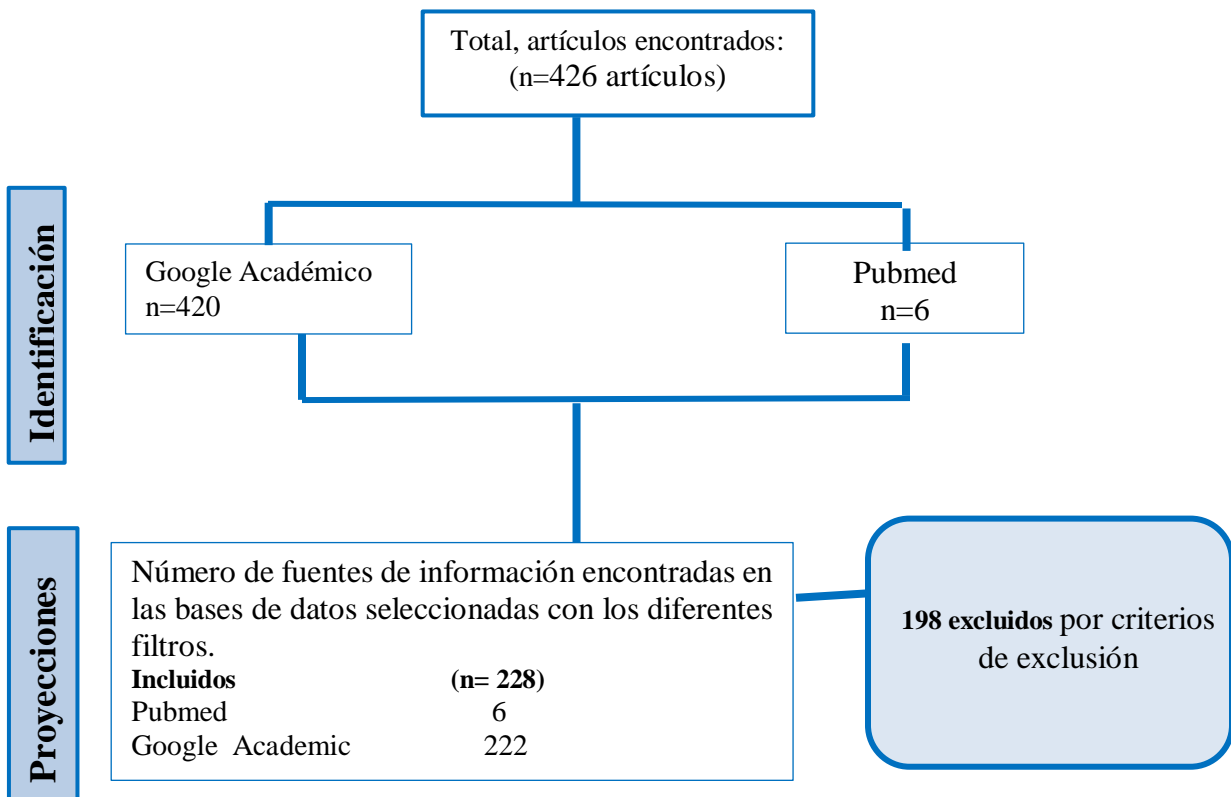 Total, artículos encontrados:
(n=426 artículos)
Identificación
Google Académico
n=420
Pubmed
n=6
Proyecciones
Número de fuentes de información encontradas en
las bases de datos seleccionadas con los diferentes
filtros.
Incluidos (n= 228)
Pubmed 6
Google Academic 222
198 excluidos por criterios
de exclusión